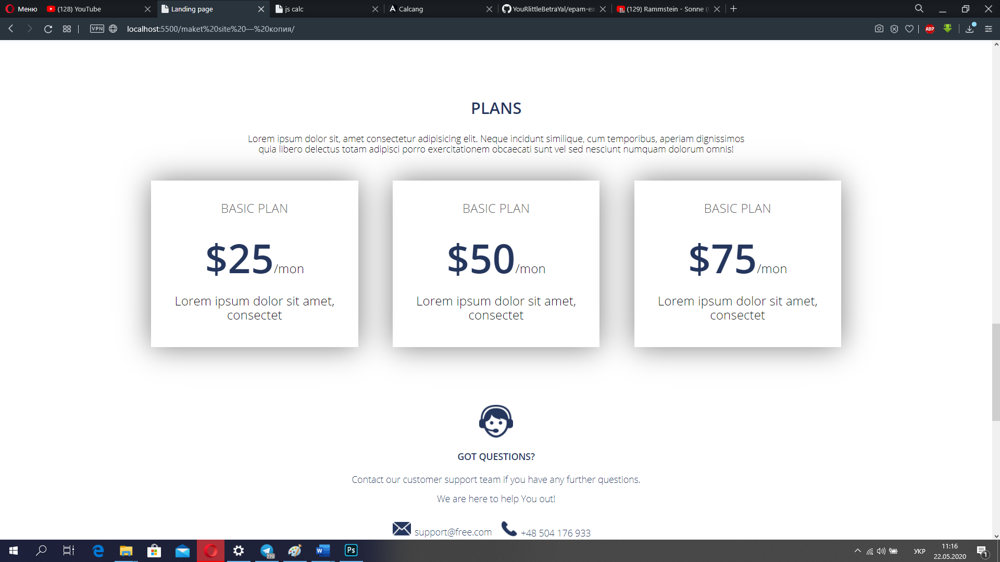 Меню
(128) YouTube
Landing page
js calc
Calcang
YouRlittleBetraYal/epam-ex
(129) Rammstein - Sonne (
VPN
localhost:5500/maket%20site%20—%20копия/
ABP
PLANS
Lorem ipsum dolor sit, amet consectetur adipisicing elit. Neque incidunt similique, cum temporibus, aperiam dignissimos
quia libero delectus totam adipisci porro exercitationem obcaecati sunt vel sed nesciunt numquam dolorum omnis!
BASIC PLAN
$25/mon
Lorem ipsum dolor sit amet,
consectet
BASIC PLAN
$50/mon
Lorem ipsum dolor sit amet,
consectet
BASIC PLAN
$75/mon
Lorem ipsum dolor sit amet,
consectet
GOT QUESTIONS?
Contact our customer support team if you have any further questions.
We are here to help You out!
support@free.com
+48 504 176 933
770
W
Ps
УКР
11:16
22.05.2020
1